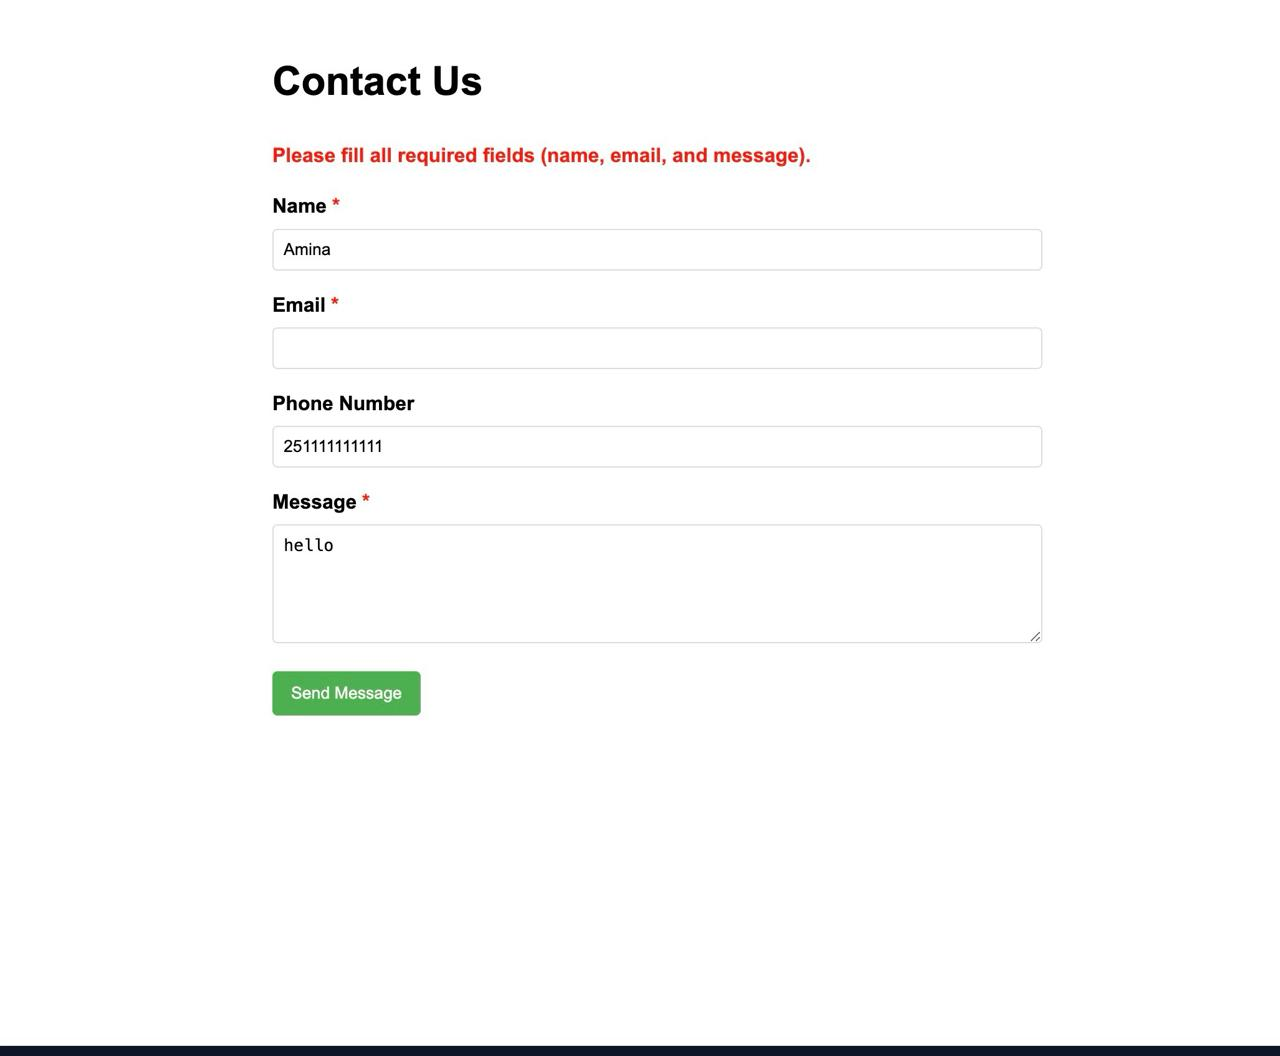 Contact Us
Please fill all required fields (name, email, and message).
Name *
Amina
Email *
Phone Number
251111111111
Message *
hello
Send Message